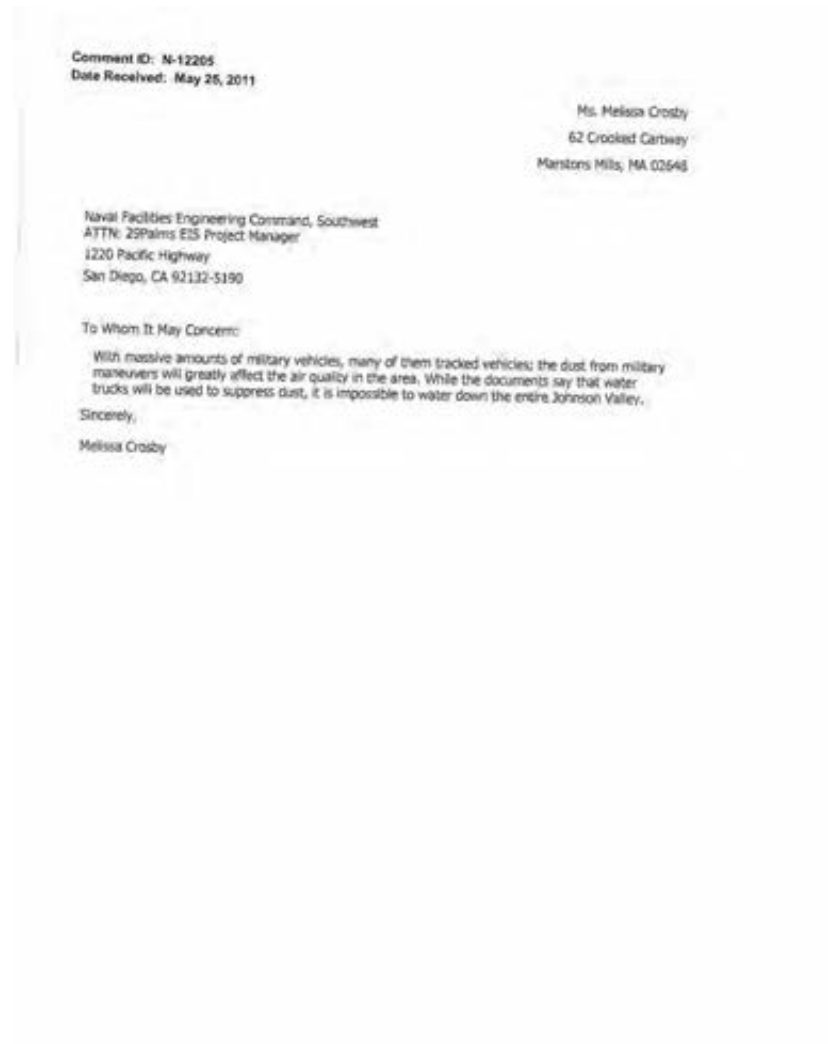 Comment ID: N-12205
Date Received: May 25, 2011
Ms. Melissa Crosby
62 Crooked Cartway
Marstons Mills, MA 02648
Naval Facilities Engineering Command, Southwest
ATTN: 29Palms EIS Project Manager
1220 Pacific Highway
San Diego, CA 92132-5190
To Whom It May Concern:
With massive amounts of military vehicles, many of them tracked vehicles; the dust from military
maneuvers will greatly affect the air quality in the area. While the documents say that water
trucks will be used to suppress dust, it is impossible to water down the entire Johnson Valley.
Sincerely,
Melissa Crosby